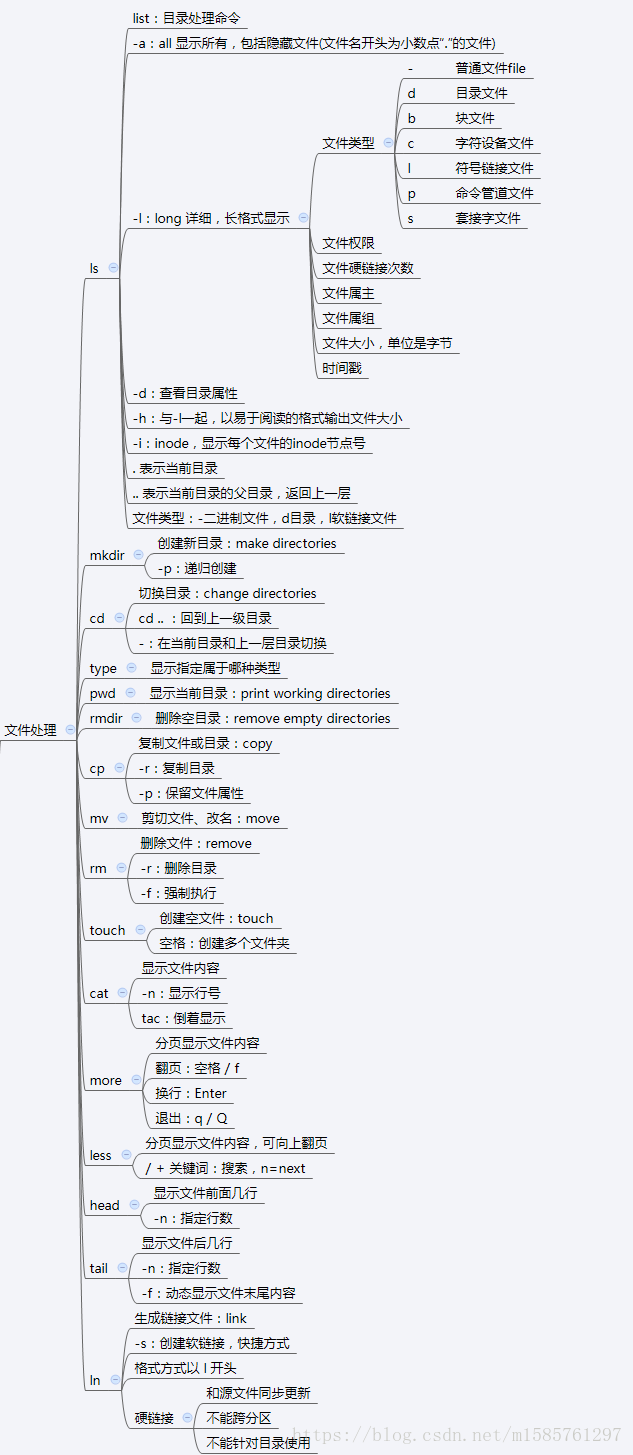 list：目录处理命令
-a：all 显示所有，包括隐藏文件(文件名开头为小数点“.”的文件)
- 普通文件file
d 目录文件
b 块文件
文件类型
c 字符设备文件
l 符号链接文件
p 命令管道文件
-l：long 详细，长格式显示
s 套接字文件
文件权限
ls
文件硬链接次数
文件属主
文件属组
文件大小，单位是字节
时间戳
-d：查看目录属性
-h：与-l一起，以易于阅读的格式输出文件大小
-i：inode，显示每个文件的inode节点号
. 表示当前目录
.. 表示当前目录的父目录，返回上一层
文件类型：-二进制文件，d目录，l软链接文件
mkdir
创建新目录：make directories
-p：递归创建
切换目录：change directories
cd
cd .. ：回到上一级目录
-：在当前目录和上一层目录切换
type 显示指定属于哪种类型
pwd 显示当前目录：print working directories
rmdir 删除空目录：remove empty directories
文件处理
复制文件或目录：copy
cp
-r：复制目录
-p：保留文件属性
mv 剪切文件、改名：move
删除文件：remove
rm
-r：删除目录
-f：强制执行
touch
创建空文件：touch
空格：创建多个文件夹
显示文件内容
cat
-n：显示行号
tac：倒着显示
分页显示文件内容
翻页：空格 / f
more
换行：Enter
退出：q / Q
less
分页显示文件内容，可向上翻页
/ + 关键词：搜索，n=next
head
显示文件前面几行
-n：指定行数
显示文件后几行
tail
-n：指定行数
-f：动态显示文件末尾内容
生成链接文件：link
-s：创建软链接，快捷方式
格式方式以 l 开头
ln
和源文件同步更新
硬链接
不能跨分区
不能针对目录使用
https://blog.csdn.net/m1585761297